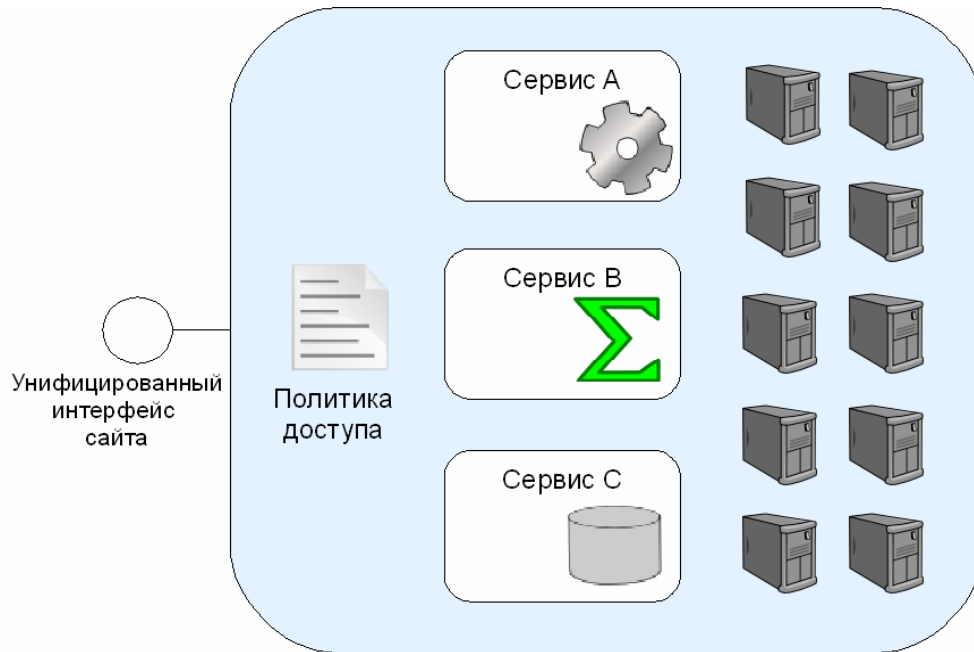 Сервис А
Сервис В
Унифицированный
интерфейс
сайта
Политика
доступа
Сервис С